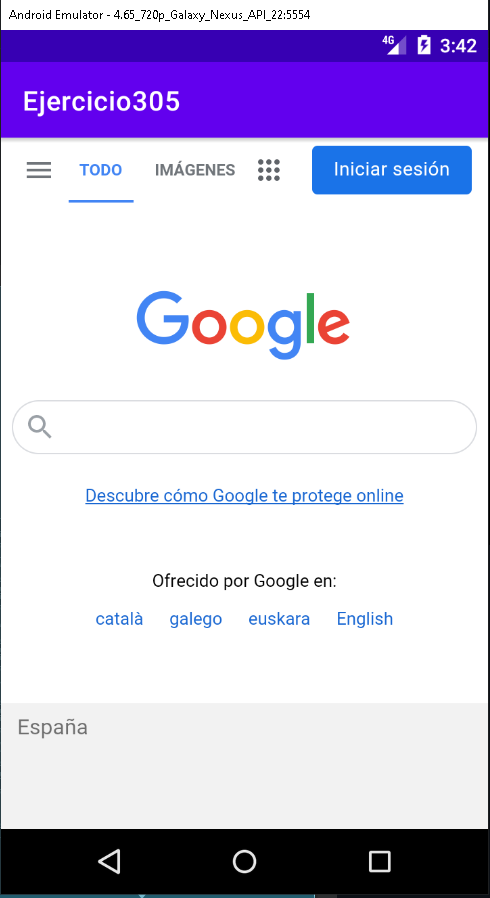 Android Emulator - 4.65_720p_Galaxy_Nexus_API_22:5554
4G 3:42
Ejercicio305
TODO IMÁGENES Iniciar sesión
Google
Descubre cómo Google te protege online
Ofrecido por Google en:
català galego euskara English
España